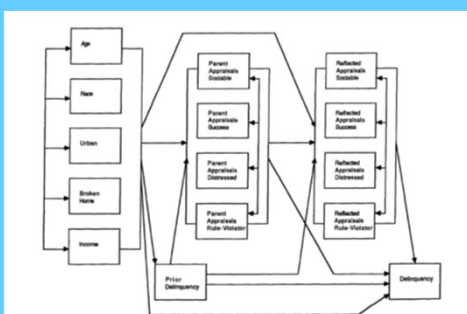 Age
Race
Urban
Broken
Home
Income
Parent
Appraisals
Sociable
Parent
Appraisals
Success
Parent
Appraisals
Distressed
Parent
Appraisals
Rule-Violator
Reflected
Appraisals
Sociable
Reflected
Appraisals
Success
Reflected
Appraisals
Distressed
Reflected
Appraisals
Rule-Violator
Prior
Delinquency
Delinquency